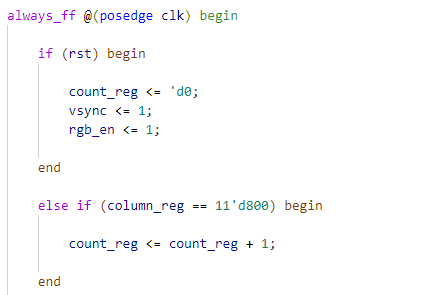 always_ff @(posedge clk) begin
if (rst) begin
count_reg <= 'd0;
vsync <= 1;
rgb_en <= 1;
end
else if (column_reg == 11'd800) begin
count_reg <= count_reg + 1;
end